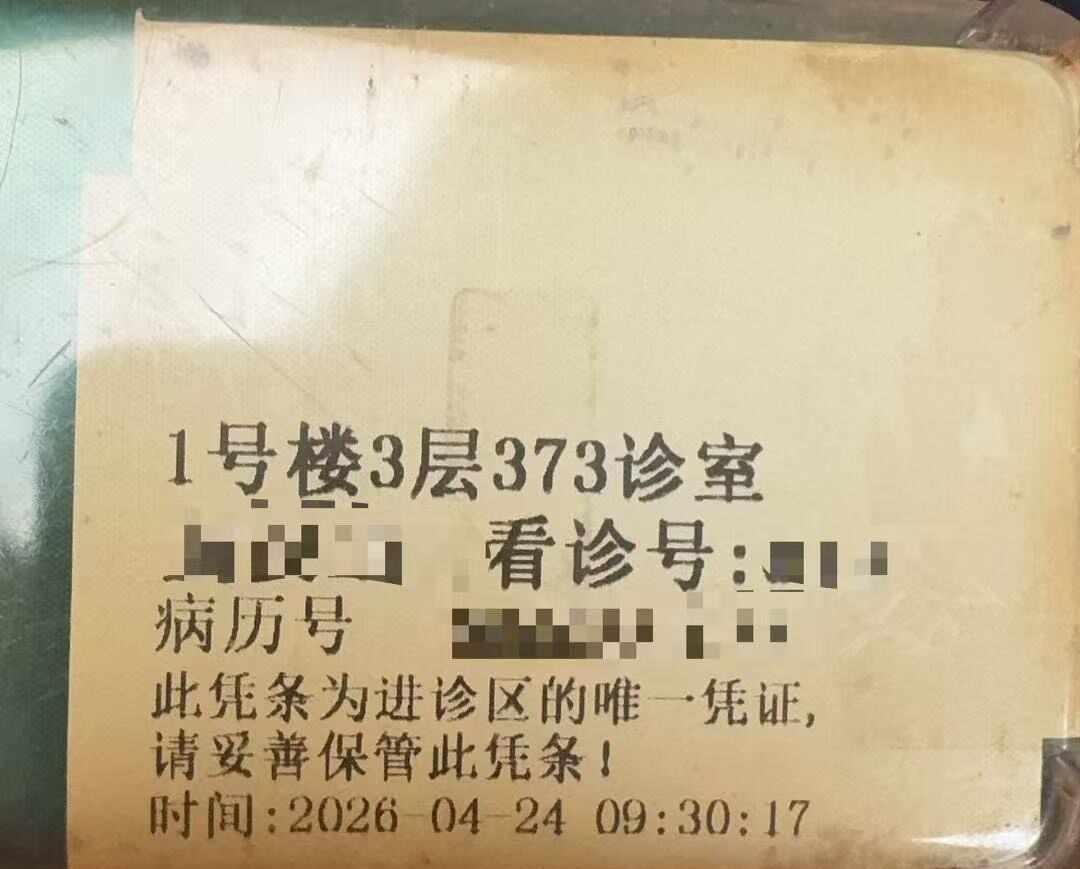 1号楼3层373诊室
看诊号:
病历号
此凭条为进诊区的唯一凭证,
请妥善保管此凭条!
时间:2026-04-24 09:30:17